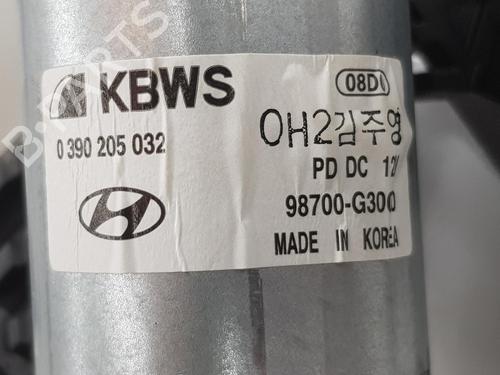 B-PARTS
KBWS
08D
0 390 205 032
OH2김주영
PD DC 12
98700-G300
MADE IN KOREA